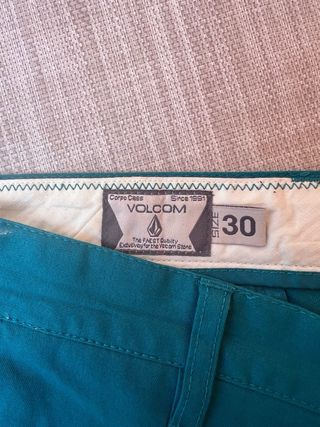 Corpo Class Since 1991
VOLCOM
The FINEST Quality
Exclusively for the Volcom Stone
SIZE 30